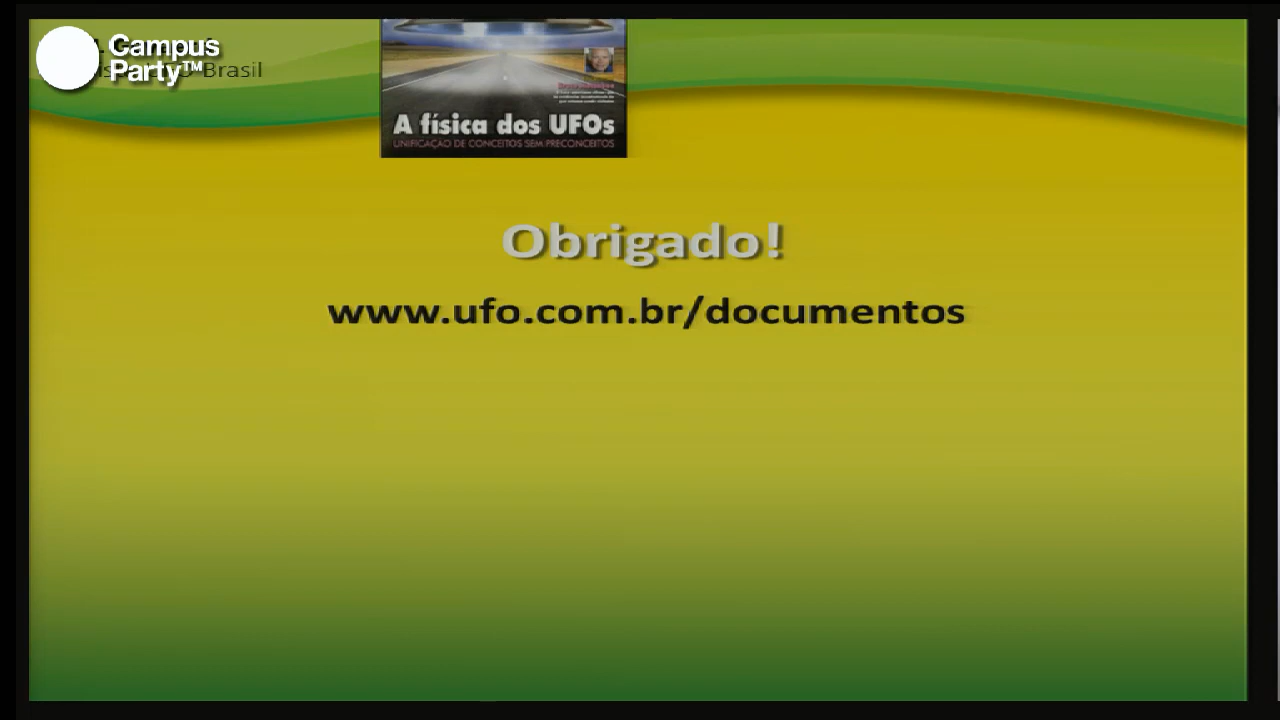 Campus
Party™
Brasil
A física dos UFOs
UNIFICAÇÃO DE CONCEITOS SEM PRECONCEITOS
Obrigado!
www.ufo.com.br/documentos